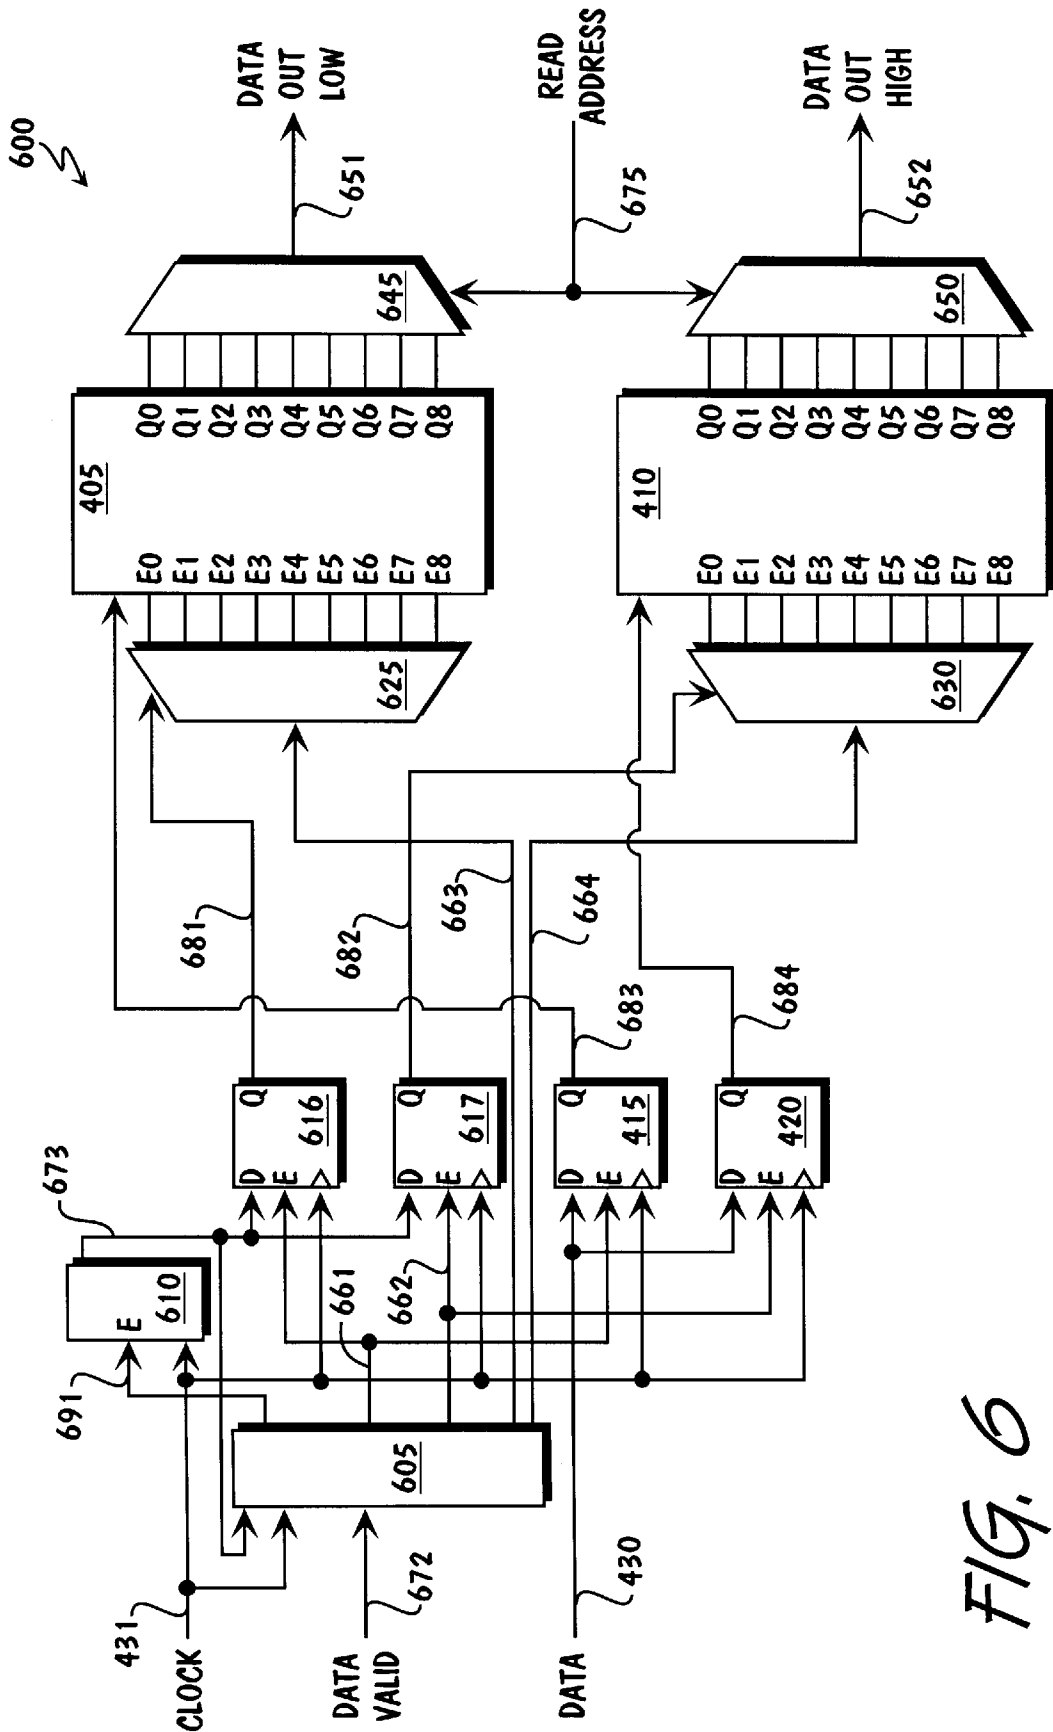 600
CLOCK
431
DATA
VALID
672
DATA
430
691
E
610
673
605
661
662
D
Q
E
616
D
Q
E
617
D
Q
E
415
D
Q
E
420
681
682
663
664
683
684
625
630
405
E0
E1
E2
E3
E4
E5
E6
E7
E8
Q0
Q1
Q2
Q3
Q4
Q5
Q6
Q7
Q8
410
E0
E1
E2
E3
E4
E5
E6
E7
E8
Q0
Q1
Q2
Q3
Q4
Q5
Q6
Q7
Q8
645
650
651
DATA
OUT
LOW
675
READ
ADDRESS
652
DATA
OUT
HIGH
FIG. 6